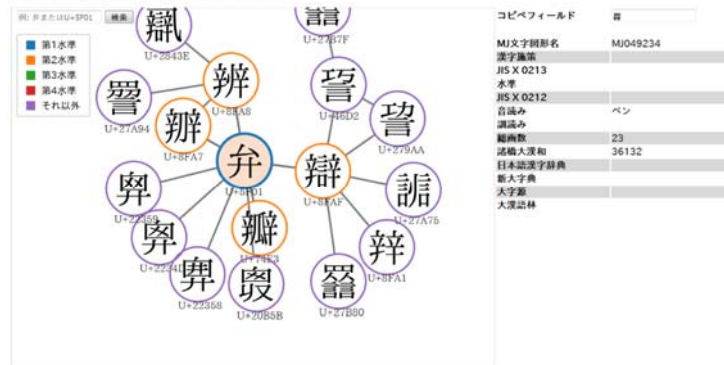 例: 弁またはU+5F01 検索
第1水準
第2水準
第3水準
第4水準
それ以外
U+27B7F
U+2843E
辨
U+8FA8
U+27A94
辧
U+8FA7
弁
U+5F01
辯
U+8FAF
U+46D2
U+279AA
U+27A75
辡
U+8FA1
U+27B80
瓣
U+74E3
U+22359
U+22358
U+20B5B
コピペフィールド
MJ文字図形名 MJ049234
漢字施策
JIS X 0213
水準
JIS X 0212
音読み ベン
訓読み
総画数 23
諸橋大漢和 36132
日本語漢字辞典
新大字典
大字源
大漢語林